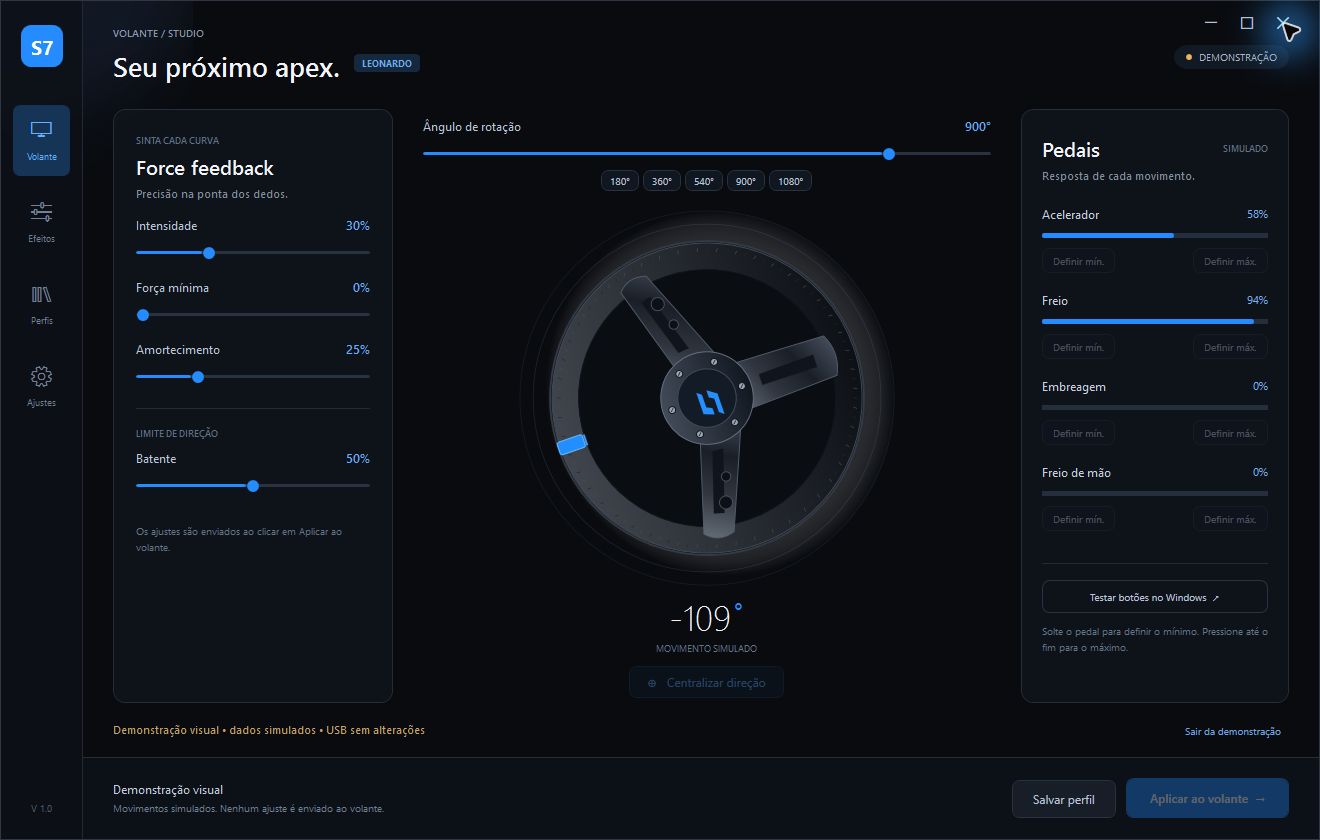 S7
VOLANTE / STUDIO
Seu próximo apex.
LEONARDO
DEMONSTRAÇÃO
Volante
Efeitos
Perfis
Ajustes
V 1.0
SINTA CADA CURVA
Force feedback
Precisão na ponta dos dedos.
Intensidade 30%
Força mínima 0%
Amortecimento 25%
LIMITE DE DIREÇÃO
Batente 50%
Os ajustes são enviados ao clicar em Aplicar ao
volante.
Ângulo de rotação 900°
180° 360° 540° 900° 1080°
-109°
MOVIMENTO SIMULADO
⊕ Centralizar direção
Pedais SIMULADO
Resposta de cada movimento.
Acelerador 58%
Definir mín. Definir máx.
Freio 94%
Definir mín. Definir máx.
Embreagem 0%
Definir mín. Definir máx.
Freio de mão 0%
Definir mín. Definir máx.
Testar botões no Windows ↗
Solte o pedal para definir o mínimo. Pressione até o
fim para o máximo.
Demonstração visual • dados simulados • USB sem alterações
Sair da demonstração
Demonstração visual
Movimentos simulados. Nenhum ajuste é enviado ao volante.
Salvar perfil
Aplicar ao volante →